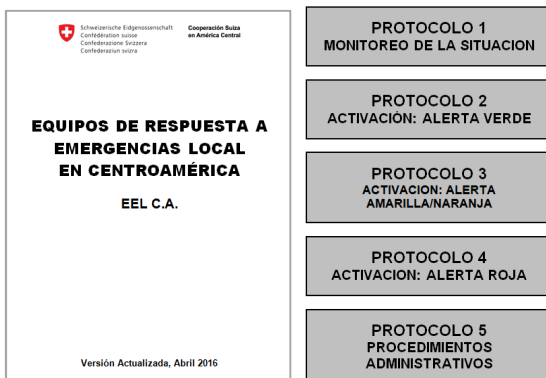 Schweizerische Eidgenossenschaft
Confédération suisse
Confederazione Svizzera
Confederaziun svizra
Cooperación Suiza
en América Central
EQUIPOS DE RESPUESTA A
EMERGENCIAS LOCAL
EN CENTROAMÉRICA
EEL C.A.
Versión Actualizada, Abril 2016
PROTOCOLO 1
MONITOREO DE LA SITUACION
PROTOCOLO 2
ACTIVACIÓN: ALERTA VERDE
PROTOCOLO 3
ACTIVACION: ALERTA
AMARILLA/NARANJA
PROTOCOLO 4
ACTIVACION: ALERTA ROJA
PROTOCOLO 5
PROCEDIMIENTOS
ADMINISTRATIVOS